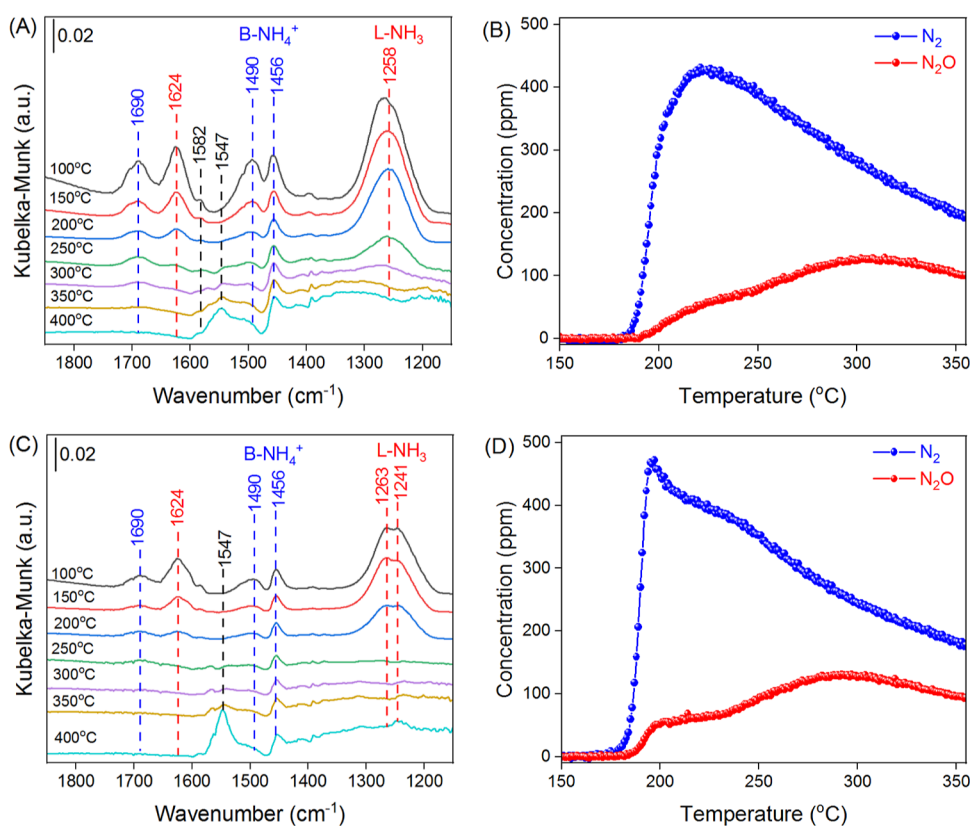 (A)
0.02
B-NH₄⁺
L-NH₃
1690
1624
1582
1547
1490
1456
1258
100°C
150°C
200°C
250°C
300°C
350°C
400°C
Kubelka-Munk (a.u.)
1800 1700 1600 1500 1400 1300 1200
Wavenumber (cm⁻¹)
(B)
N₂
N₂O
500
400
300
200
100
0
Concentration (ppm)
150 200 250 300 350
Temperature (°C)
(C)
0.02
B-NH₄⁺
L-NH₃
1690
1624
1547
1490
1456
1263
1241
100°C
150°C
200°C
250°C
300°C
350°C
400°C
Kubelka-Munk (a.u.)
1800 1700 1600 1500 1400 1300 1200
Wavenumber (cm⁻¹)
(D)
N₂
N₂O
500
400
300
200
100
0
Concentration (ppm)
150 200 250 300 350
Temperature (°C)